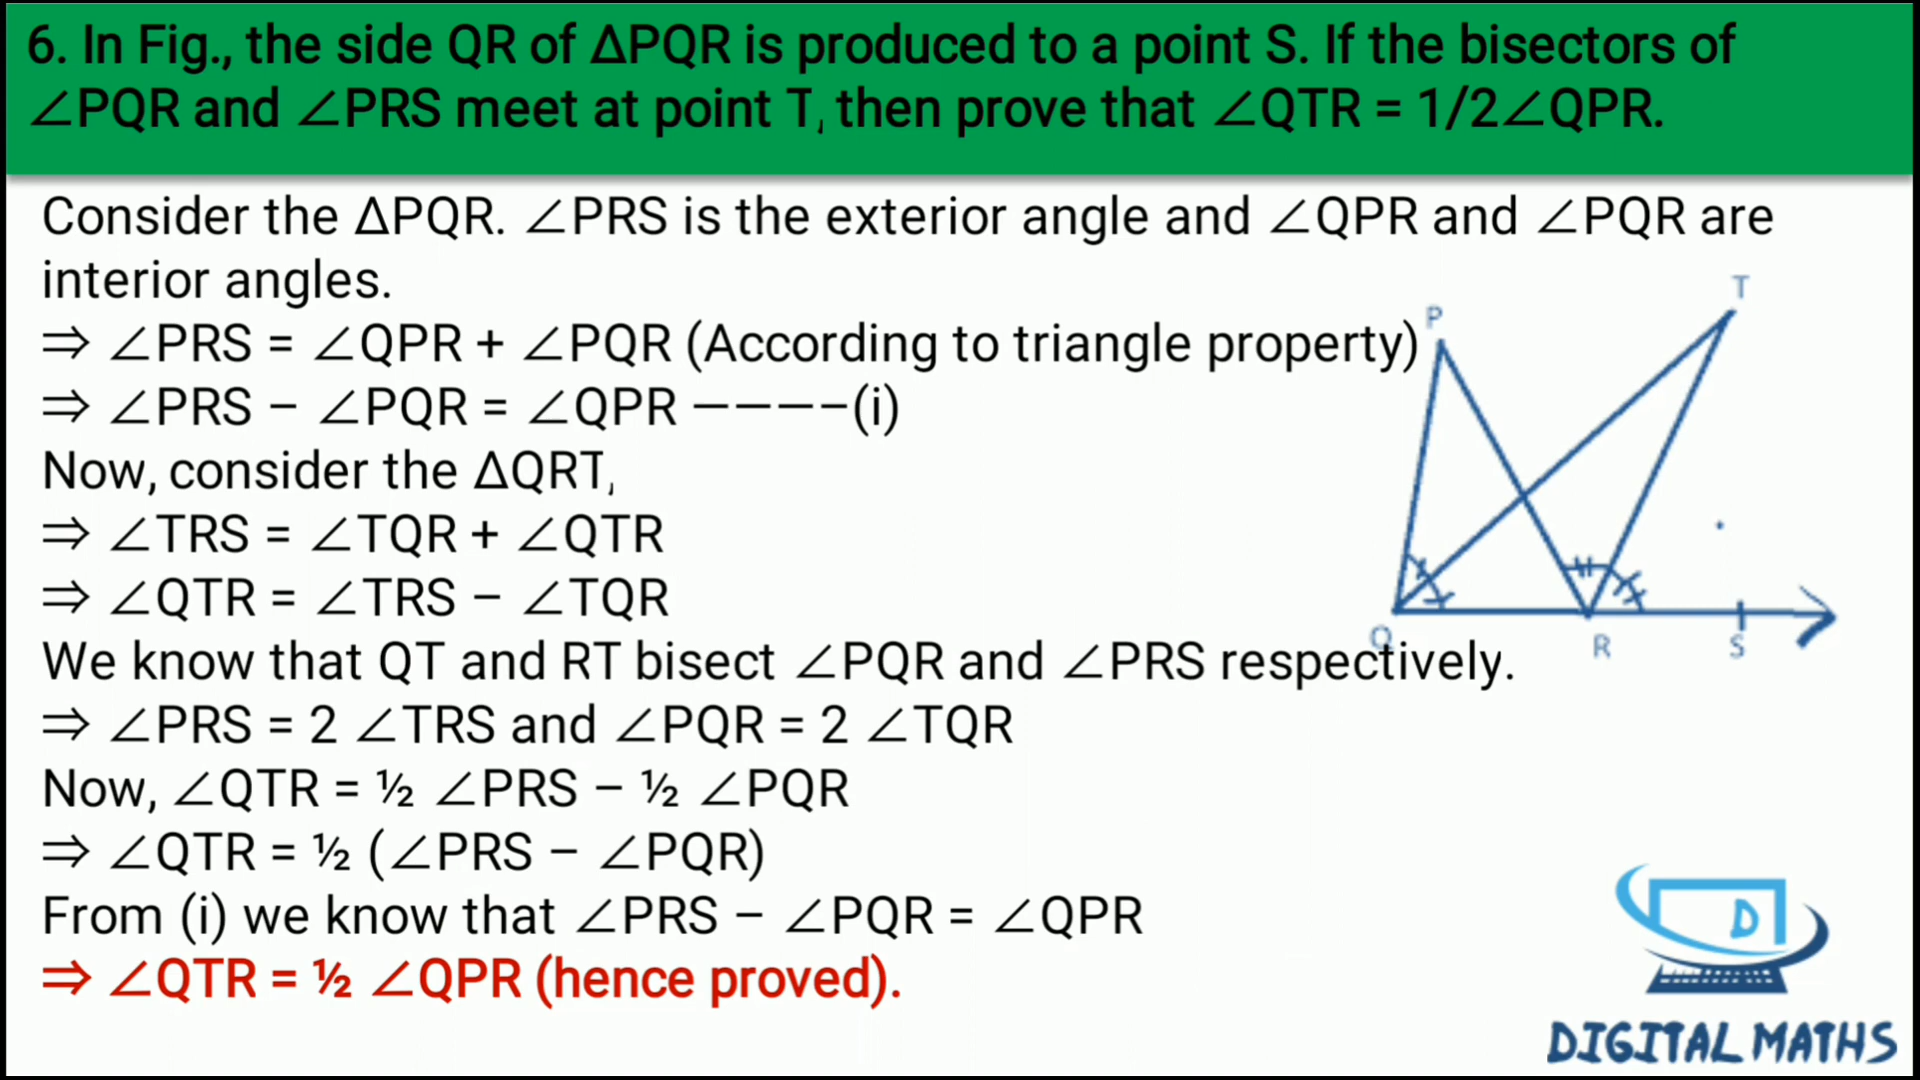 6. In Fig., the side QR of ΔPQR is produced to a point S. If the bisectors of
∠PQR and ∠PRS meet at point T, then prove that ∠QTR = 1/2∠QPR.
Consider the ΔPQR. ∠PRS is the exterior angle and ∠QPR and ∠PQR are
interior angles.
⇒ ∠PRS = ∠QPR + ∠PQR (According to triangle property)
⇒ ∠PRS – ∠PQR = ∠QPR ————(i)
Now, consider the ΔQRT,
⇒ ∠TRS = ∠TQR + ∠QTR
⇒ ∠QTR = ∠TRS – ∠TQR
We know that QT and RT bisect ∠PQR and ∠PRS respectively.
⇒ ∠PRS = 2 ∠TRS and ∠PQR = 2 ∠TQR
Now, ∠QTR = ½ ∠PRS – ½ ∠PQR
⇒ ∠QTR = ½ (∠PRS – ∠PQR)
From (i) we know that ∠PRS – ∠PQR = ∠QPR
⇒ ∠QTR = ½ ∠QPR (hence proved).
T
P
Q
R
S
D
DIGITAL MATHS